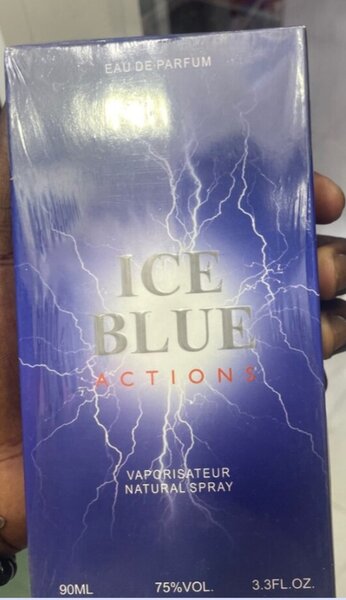 EAU DE PARFUM
ICE
BLUE
ACTIONS
VAPORISATEUR
NATURAL SPRAY
90ML 75%VOL. 3.3FL.OZ.